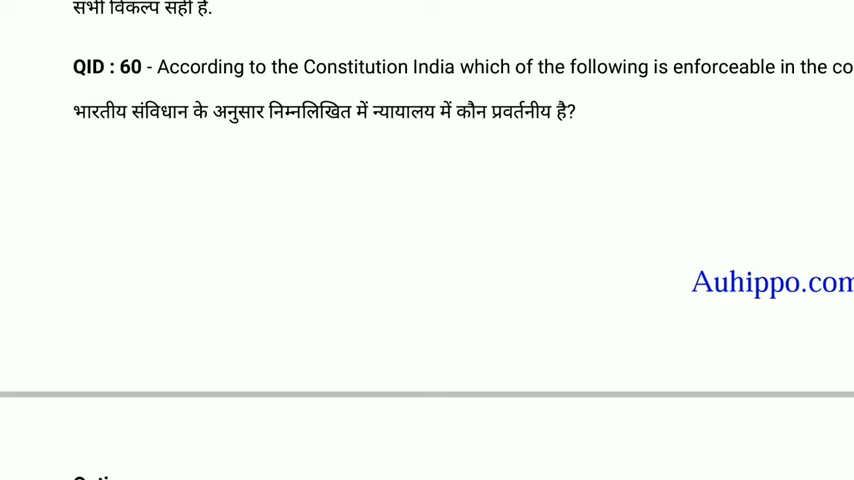 सभी विकल्प सही हैं.
QID : 60 - According to the Constitution India which of the following is enforceable in the co
भारतीय संविधान के अनुसार निम्नलिखित में न्यायालय में कौन प्रवर्तनीय है?
Auhippo.com